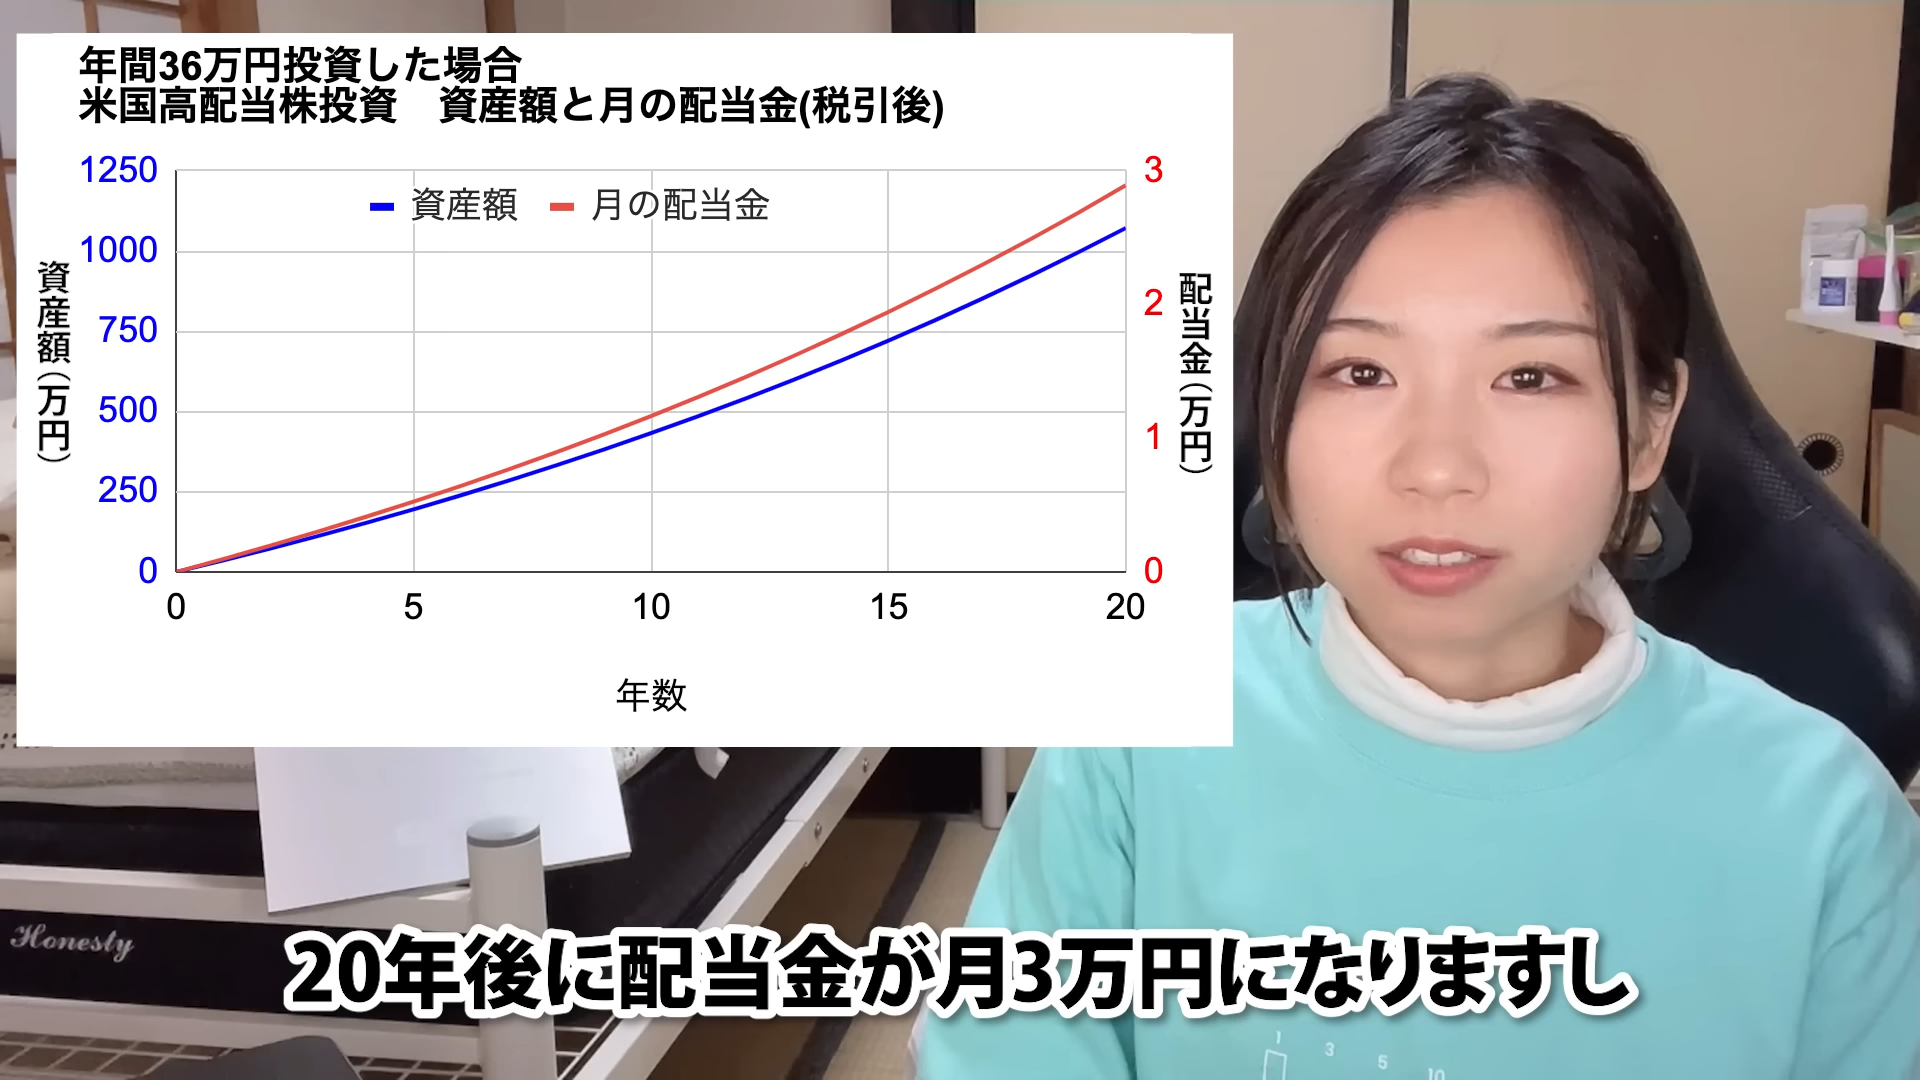 年間36万円投資した場合
米国高配当株投資　資産額と月の配当金(税引後)
資産額 月の配当金
資産額(万円)
1250
1000
750
500
250
0
3
2
1
0
配当金(万円)
0 5 10 15 20
年数
Honesty
20年後に配当金が月3万円になりますし
1 3 5 10